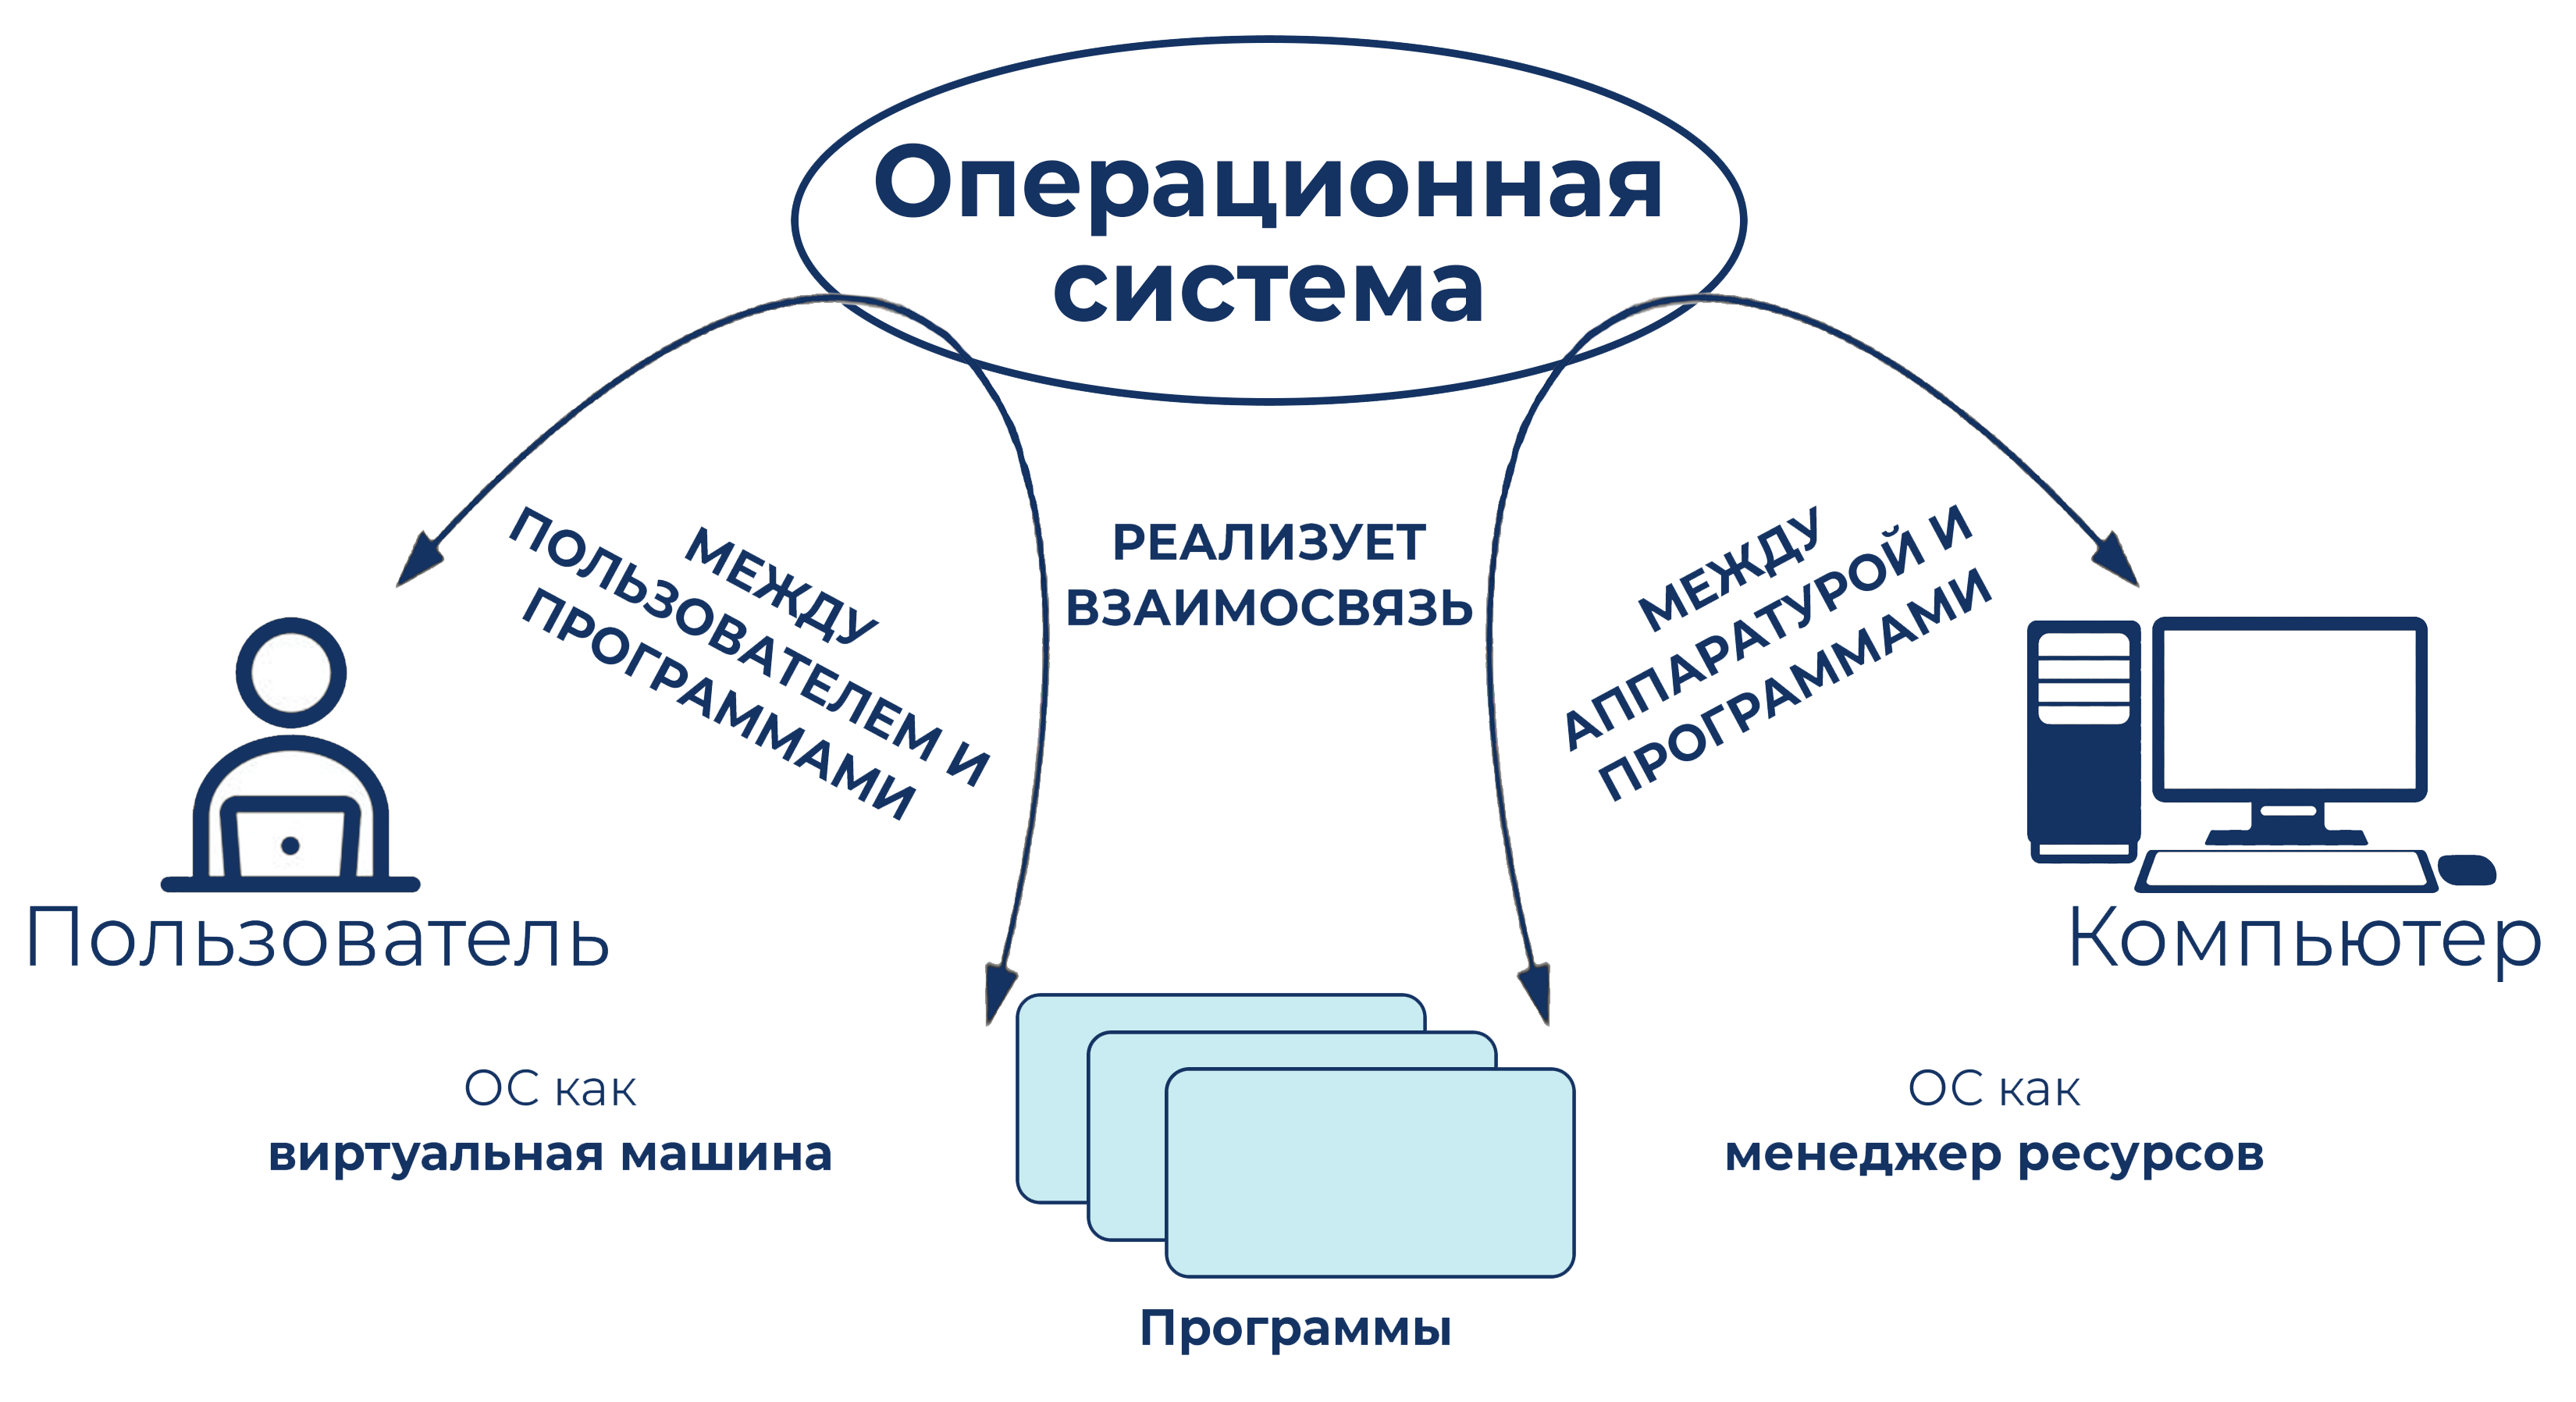 Операционная
система
МЕЖДУ
ПОЛЬЗОВАТЕЛЕМ И
ПРОГРАММАМИ
РЕАЛИЗУЕТ
ВЗАИМОСВЯЗЬ
МЕЖДУ
АППАРАТУРОЙ И
ПРОГРАММАМИ
Пользователь
Компьютер
ОС как
виртуальная машина
ОС как
менеджер ресурсов
Программы